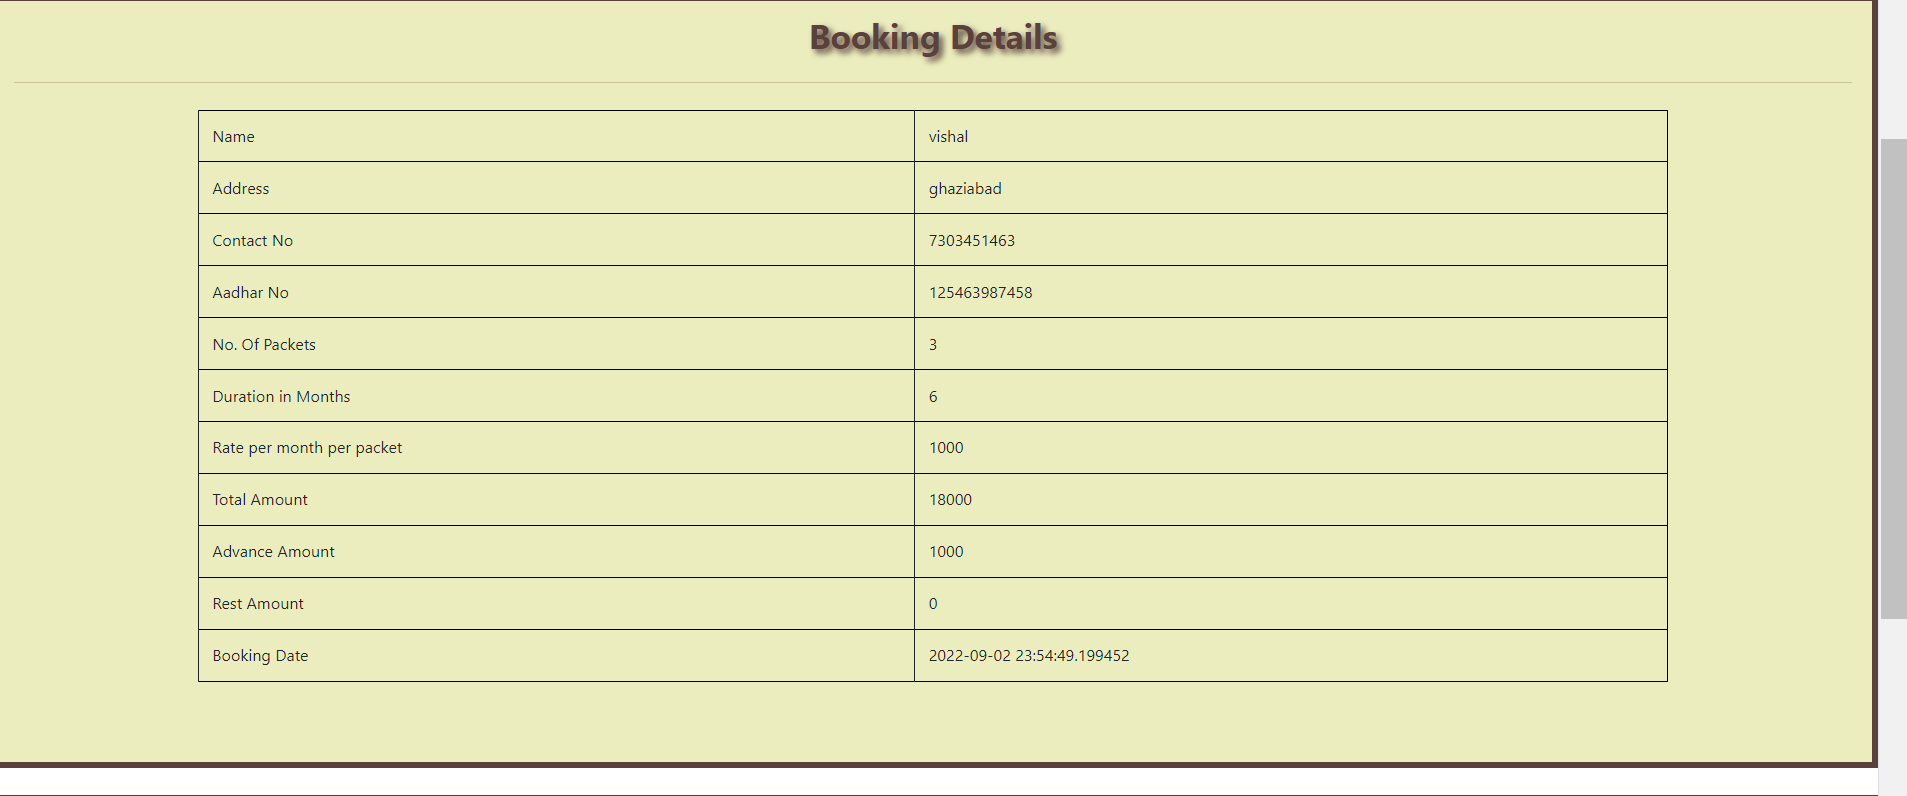 Booking Details
Name vishal
Address ghaziabad
Contact No 7303451463
Aadhar No 125463987458
No. Of Packets 3
Duration in Months 6
Rate per month per packet 1000
Total Amount 18000
Advance Amount 1000
Rest Amount 0
Booking Date 2022-09-02 23:54:49.199452